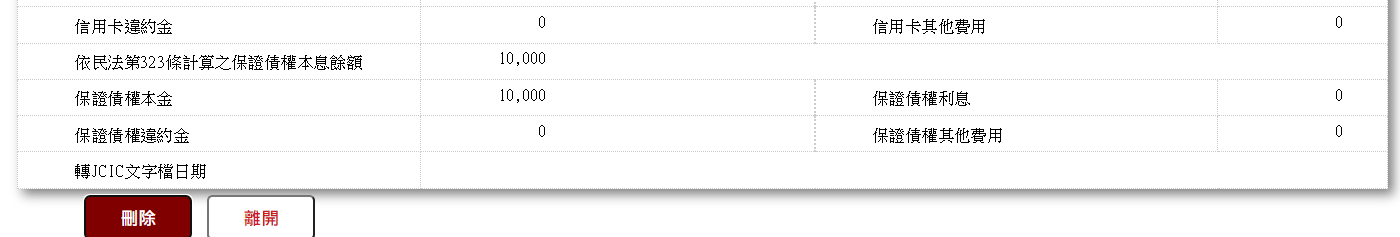 信用卡違約金 0 信用卡其他費用 0
依民法第323條計算之保證債權本息餘額 10,000
保證債權本金 10,000 保證債權利息 0
保證債權違約金 0 保證債權其他費用 0
轉JCIC文字檔日期
刪除 離開